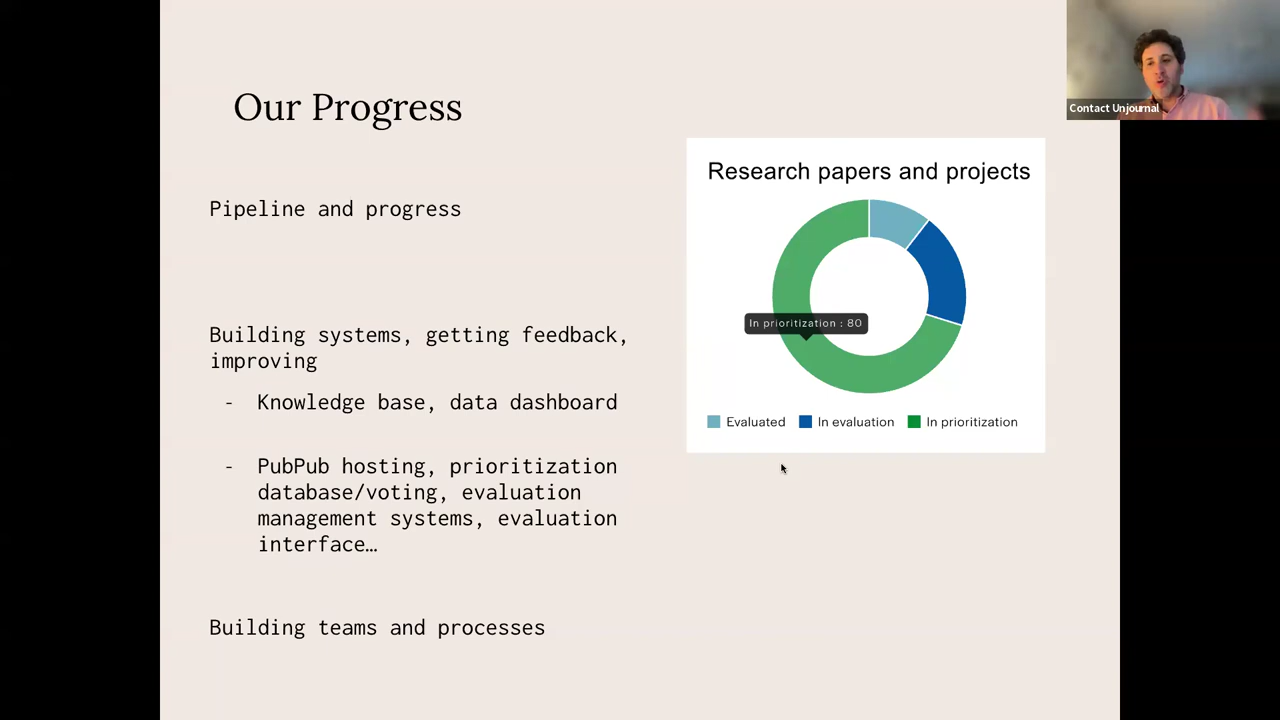 Our Progress
Contact Unjournal
Research papers and projects
Pipeline and progress
In prioritization : 80
Building systems, getting feedback,
improving
- Knowledge base, data dashboard
Evaluated In evaluation In prioritization
- PubPub hosting, prioritization
database/voting, evaluation
management systems, evaluation
interface…
Building teams and processes